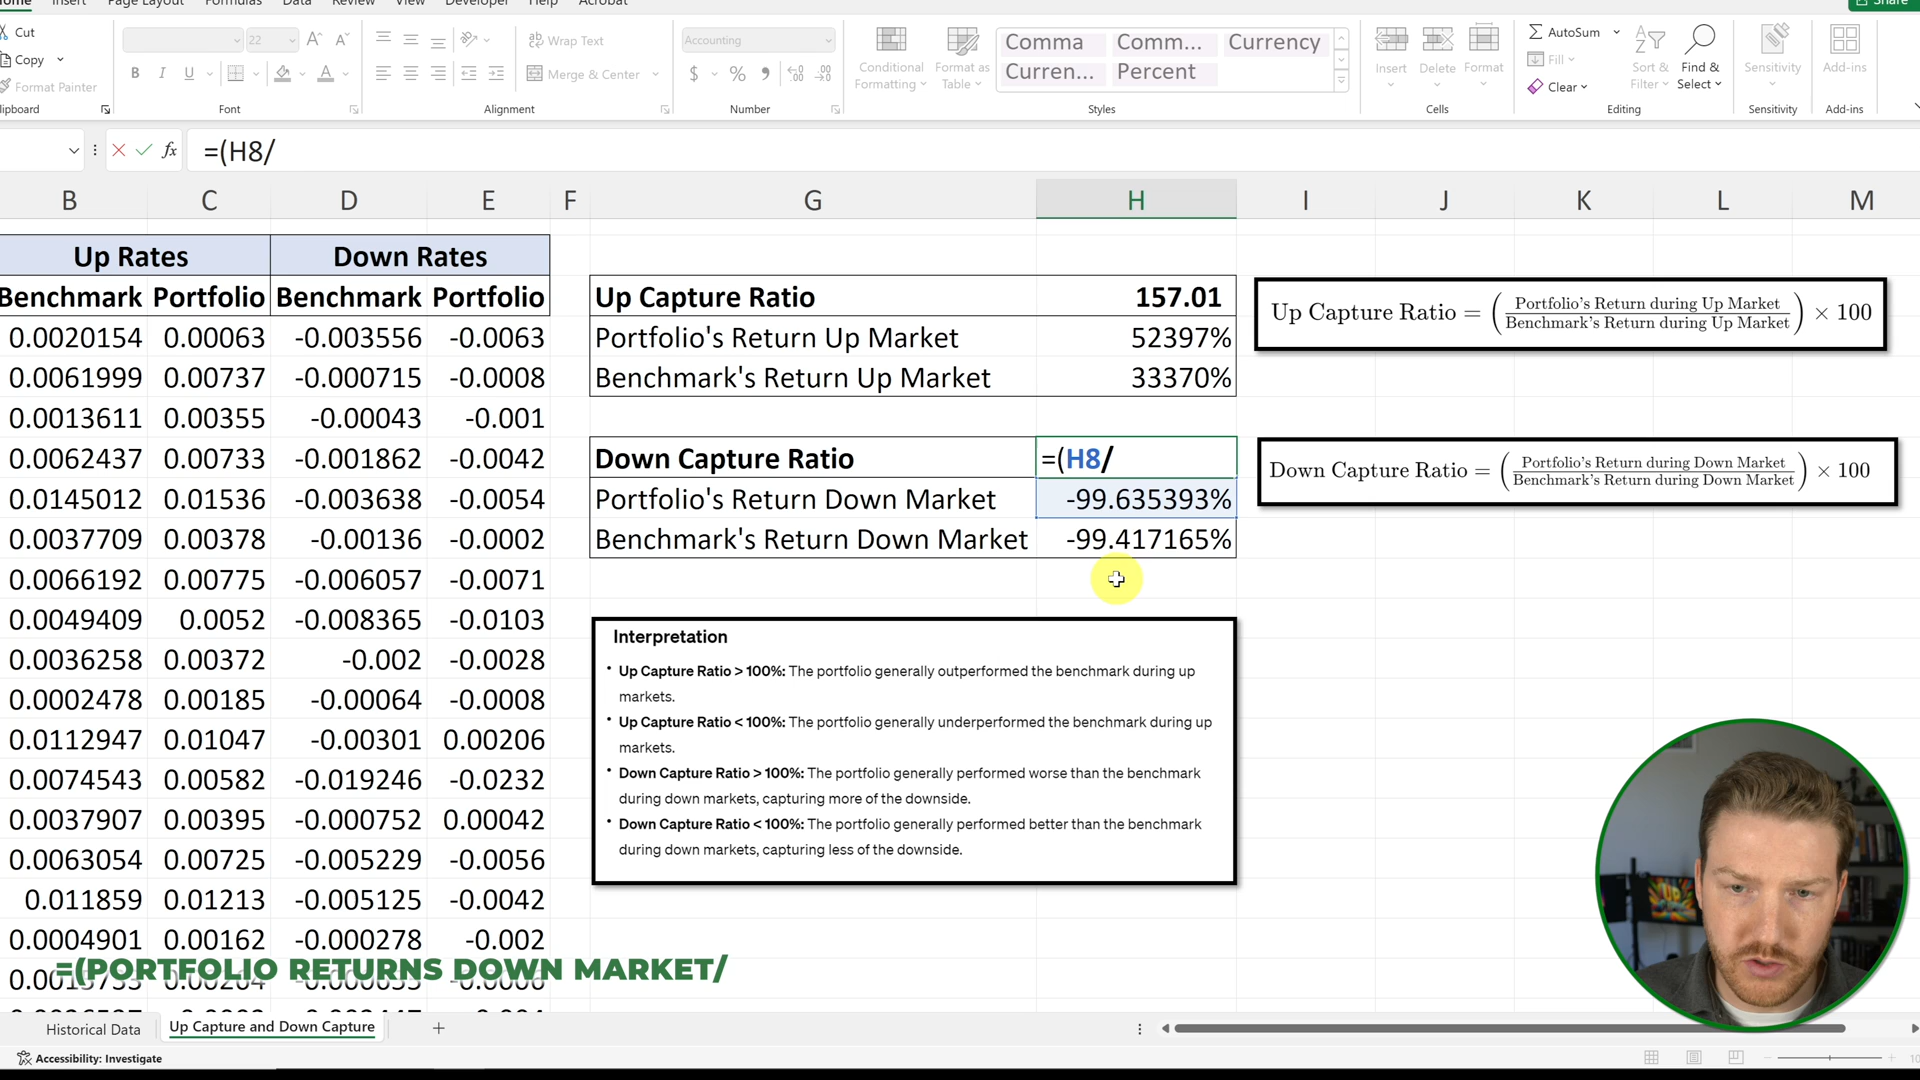 Insert Page Layout Formulas Data Review View Developer Help Acrobat Share
Cut
Copy
Format Painter
22
Wrap Text
Merge & Center
Accounting
Conditional Formatting
Format as Table
Comma Comm... Currency
Curren... Percent
Insert Delete Format
AutoSum
Fill
Clear
Sort & Filter
Find & Select
Sensitivity
Add-ins
Font Alignment Number Styles Cells Editing Sensitivity Add-ins
=(H8/
B C D E F G H I J K L M
Up Rates Down Rates
Benchmark Portfolio Benchmark Portfolio
0.0020154 0.00063 -0.003556 -0.0063
0.0061999 0.00737 -0.000715 -0.0008
0.0013611 0.00355 -0.00043 -0.001
0.0062437 0.00733 -0.001862 -0.0042
0.0145012 0.01536 -0.003638 -0.0054
0.0037709 0.00378 -0.00136 -0.0002
0.0066192 0.00775 -0.006057 -0.0071
0.0049409 0.0052 -0.008365 -0.0103
0.0036258 0.00372 -0.002 -0.0028
0.0002478 0.00185 -0.00064 -0.0008
0.0112947 0.01047 -0.00301 0.00206
0.0074543 0.00582 -0.019246 -0.0232
0.0037907 0.00395 -0.000752 0.00042
0.0063054 0.00725 -0.005229 -0.0056
0.011859 0.01213 -0.005125 -0.0042
0.0004901 0.00162 -0.000278 -0.002
Up Capture Ratio 157.01
Portfolio's Return Up Market 52397%
Benchmark's Return Up Market 33370%
Down Capture Ratio =(H8/
Portfolio's Return Down Market -99.635393%
Benchmark's Return Down Market -99.417165%
Up Capture Ratio = (Portfolio's Return during Up Market / Benchmark's Return during Up Market) × 100
Down Capture Ratio = (Portfolio's Return during Down Market / Benchmark's Return during Down Market) × 100
Interpretation
• Up Capture Ratio > 100%: The portfolio generally outperformed the benchmark during up
markets.
• Up Capture Ratio < 100%: The portfolio generally underperformed the benchmark during up
markets.
• Down Capture Ratio > 100%: The portfolio generally performed worse than the benchmark
during down markets, capturing more of the downside.
• Down Capture Ratio < 100%: The portfolio generally performed better than the benchmark
during down markets, capturing less of the downside.
=(PORTFOLIO RETURNS DOWN MARKET/
Historical Data Up Capture and Down Capture
Accessibility: Investigate